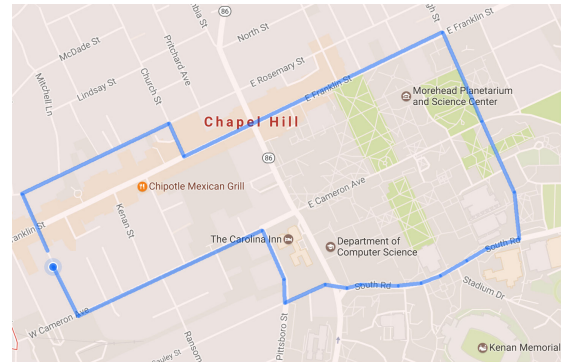 86
North St
E Franklin St
McDade St
Pritchard Ave
E Rosemary St
Mitchell Ln
Lindsay St
Church St
E Franklin St
Morehead Planetarium
and Science Center
Chapel Hill
86
Chipotle Mexican Grill
E Cameron Ave
Kenan St
Franklin St
The Carolina Inn
Department of
Computer Science
South Rd
South Rd
Stadium Dr
W Cameron Ave
Pittsboro St
Ransom
Kenan Memorial